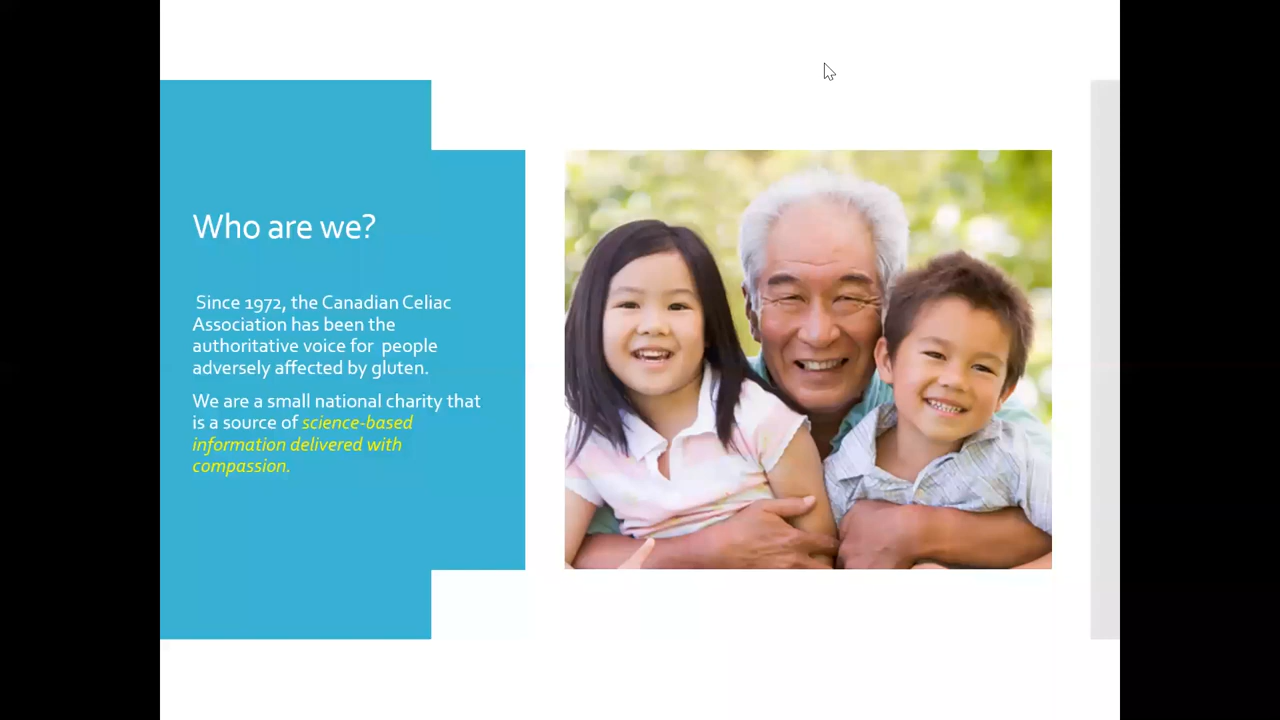 Who are we?
Since 1972, the Canadian Celiac
Association has been the
authoritative voice for people
adversely affected by gluten.
We are a small national charity that
is a source of science-based
information delivered with
compassion.